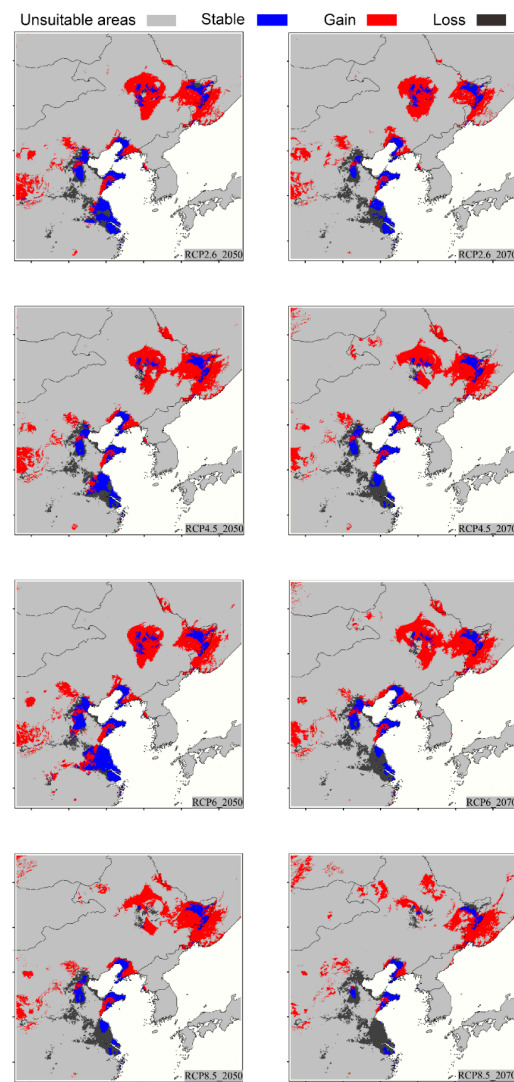 Unsuitable areas Stable Gain Loss
RCP2.6_2050 RCP2.6_2070
RCP4.5_2050 RCP4.5_2070
RCP6_2050 RCP6_2070
RCP8.5_2050 RCP8.5_2070